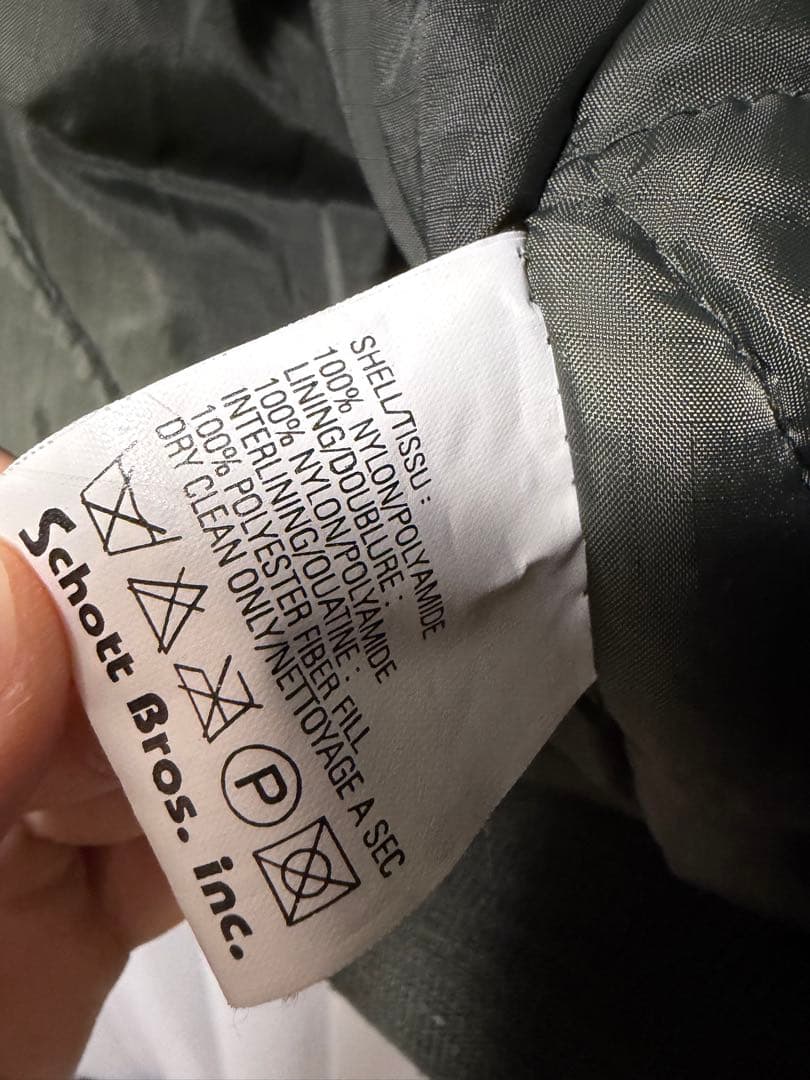 SHELL/TISSU :
100% NYLON/POLYAMIDE
LINING/DOUBLURE :
100% NYLON/POLYAMIDE
INTERLINING/OUATINE :
100% POLYESTER FIBER FILL
DRY CLEAN ONLY/NETTOYAGE A SEC
P
Schott Bros. inc.